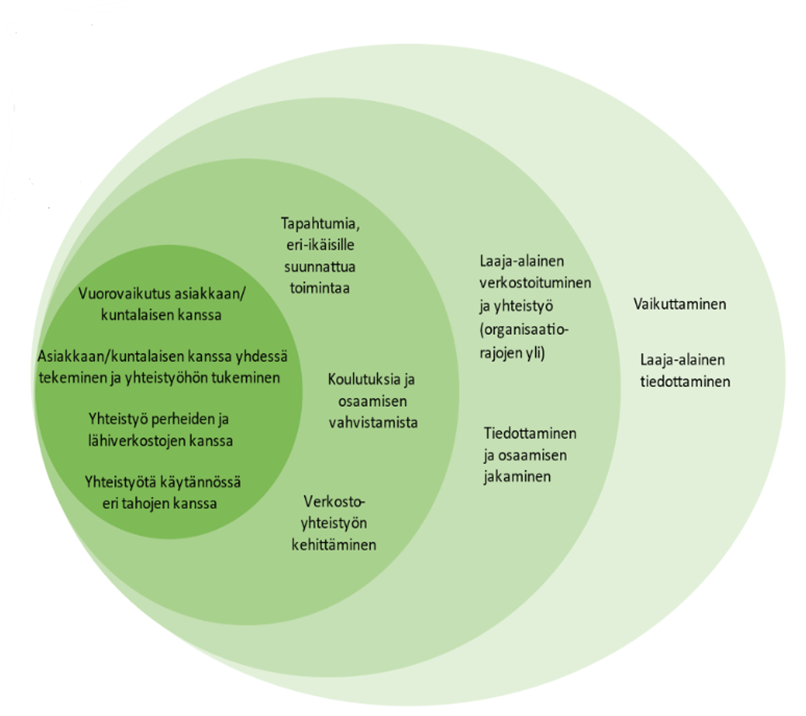 Vuorovaikutus asiakkaan/
kuntalaisen kanssa
Asiakkaan/kuntalaisen kanssa yhdessä
tekeminen ja yhteistyöhön tukeminen
Yhteistyö perheiden ja
lähiverkostojen kanssa
Yhteistyötä käytännössä
eri tahojen kanssa
Tapahtumia,
eri-ikäisille
suunnattua
toimintaa
Koulutuksia ja
osaamisen
vahvistamista
Verkosto-
yhteistyön
kehittäminen
Laaja-alainen
verkostoituminen
ja yhteistyö
(organisaatio-
rajojen yli)
Tiedottaminen
ja osaamisen
jakaminen
Vaikuttaminen
Laaja-alainen
tiedottaminen